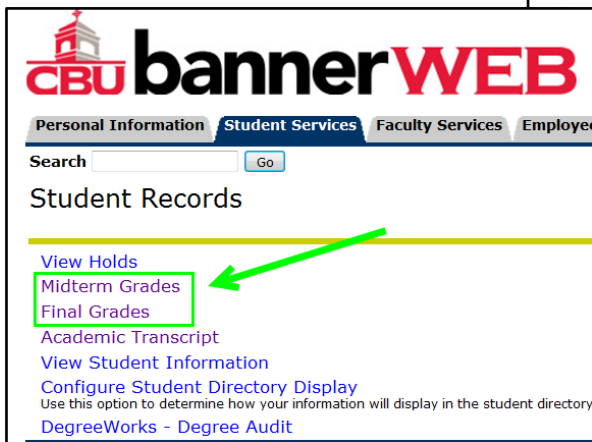 CBU bannerWEB
Personal Information Student Services Faculty Services Employee
Search Go
Student Records
View Holds
Midterm Grades
Final Grades
Academic Transcript
View Student Information
Configure Student Directory Display
Use this option to determine how your information will display in the student directory
DegreeWorks - Degree Audit